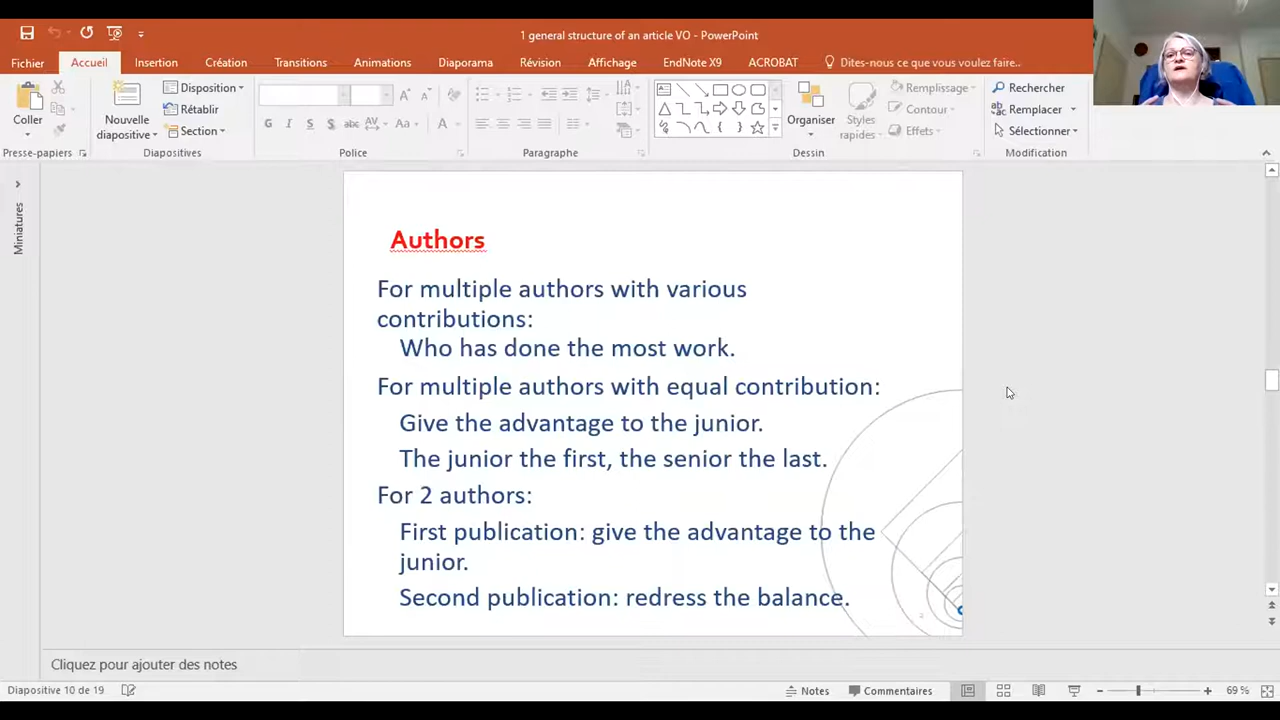 1 general structure of an article VO - PowerPoint
Fichier
Accueil
Insertion
Création
Transitions
Animations
Diaporama
Révision
Affichage
EndNote X9
ACROBAT
Dites-nous ce que vous voulez faire..
Coller
Nouvelle
diapositive
Disposition
Rétablir
Section
G I S S abc AV Aa A
Organiser
Styles
rapides
Remplissage
Contour
Effets
Rechercher
Remplacer
Sélectionner
Presse-papiers
Diapositives
Police
Paragraphe
Dessin
Modification
Miniatures
Authors
For multiple authors with various
contributions:
Who has done the most work.
For multiple authors with equal contribution:
Give the advantage to the junior.
The junior the first, the senior the last.
For 2 authors:
First publication: give the advantage to the
junior.
Second publication: redress the balance.
Cliquez pour ajouter des notes
Diapositive 10 de 19
Notes
Commentaires
69 %